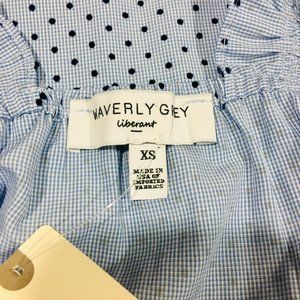 WAVERLY GREY
liberant
XS
MADE IN
USA OF
IMPORTED
FABRICS